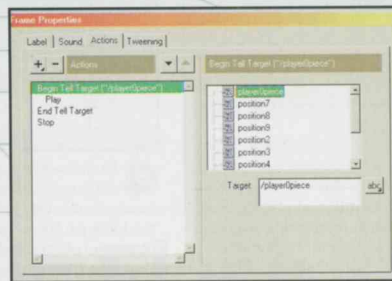 Frame Properties
Label
Sound
Actions
Tweening
Actions
Begin Tell Target ("/player0piece")
Play
End Tell Target
Stop
Begin Tell Target ("/player0piece")
player0piece
position7
position8
position9
position2
position3
position4
Target: /player0piece
abc